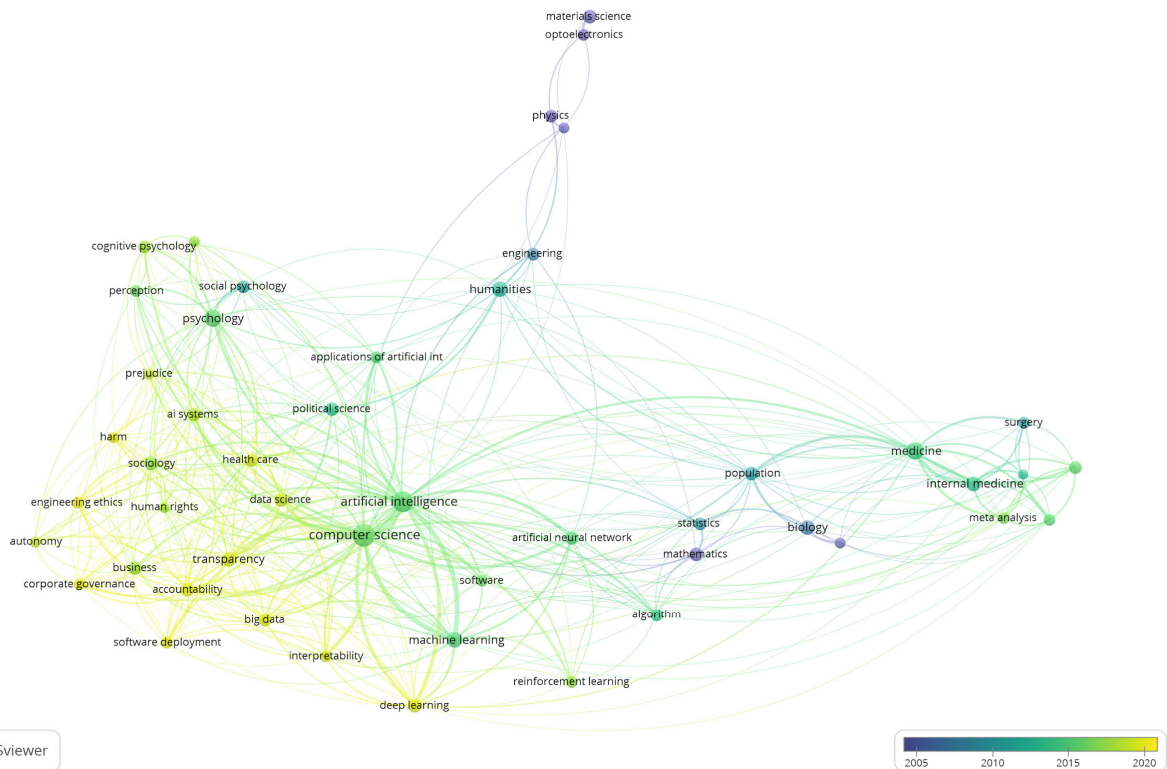 materials science
optoelectronics
physics
cognitive psychology
engineering
perception
social psychology
humanities
psychology
applications of artificial int
prejudice
ai systems
political science
harm
surgery
sociology
health care
medicine
population
internal medicine
engineering ethics
human rights
data science
artificial intelligence
meta analysis
autonomy
computer science
artificial neural network
statistics
biology
mathematics
corporate governance
business
transparency
accountability
software
software deployment
big data
machine learning
algorithm
interpretability
reinforcement learning
deep learning
Sviewer
2005 2010 2015 2020